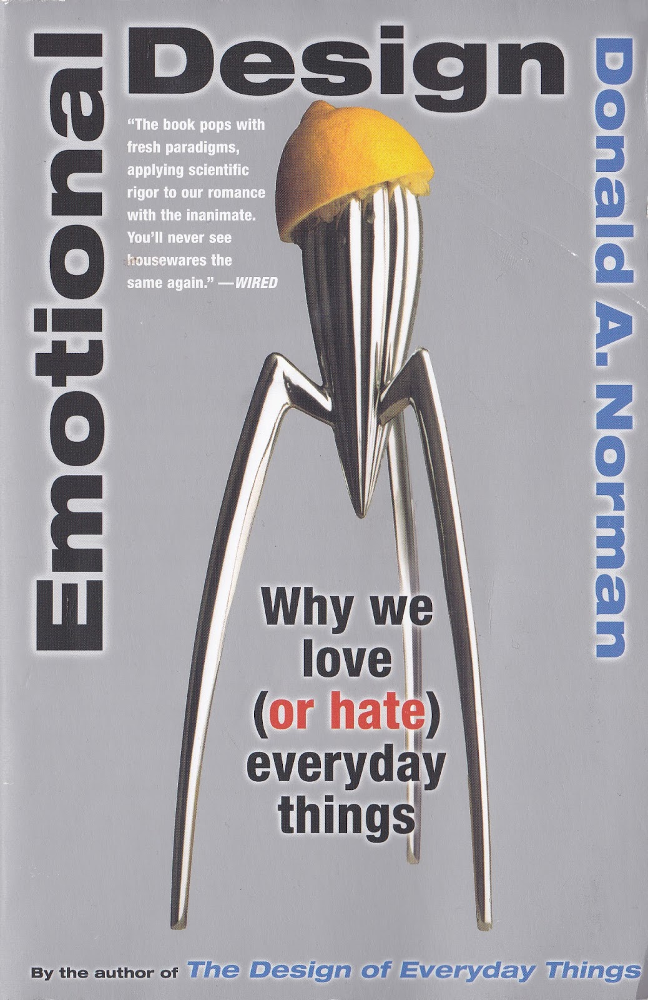 Emotional
Design
Donald A. Norman
“The book pops with
fresh paradigms,
applying scientific
rigor to our romance
with the inanimate.
You’ll never see
housewares the
same again.” —WIRED
Why we
love
(or hate)
everyday
things
By the author of The Design of Everyday Things